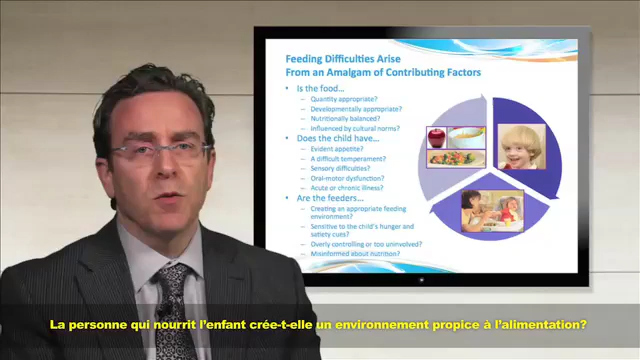 Feeding Difficulties Arise
From an Amalgam of Contributing Factors
• Is the food…
– Quantity appropriate?
– Developmentally appropriate?
– Nutritionally balanced?
– Influenced by cultural norms?
• Does the child have…
– Evident appetite?
– A difficult temperament?
– Sensory difficulties?
– Oral-motor dysfunction?
– Acute or chronic illness?
• Are the feeders…
– Creating an appropriate feeding
environment?
– Sensitive to the child's hunger and
satiety cues?
– Overly controlling or too uninvolved?
– Misinformed about nutrition?
La personne qui nourrit l'enfant crée-t-elle un environnement propice à l'alimentation?